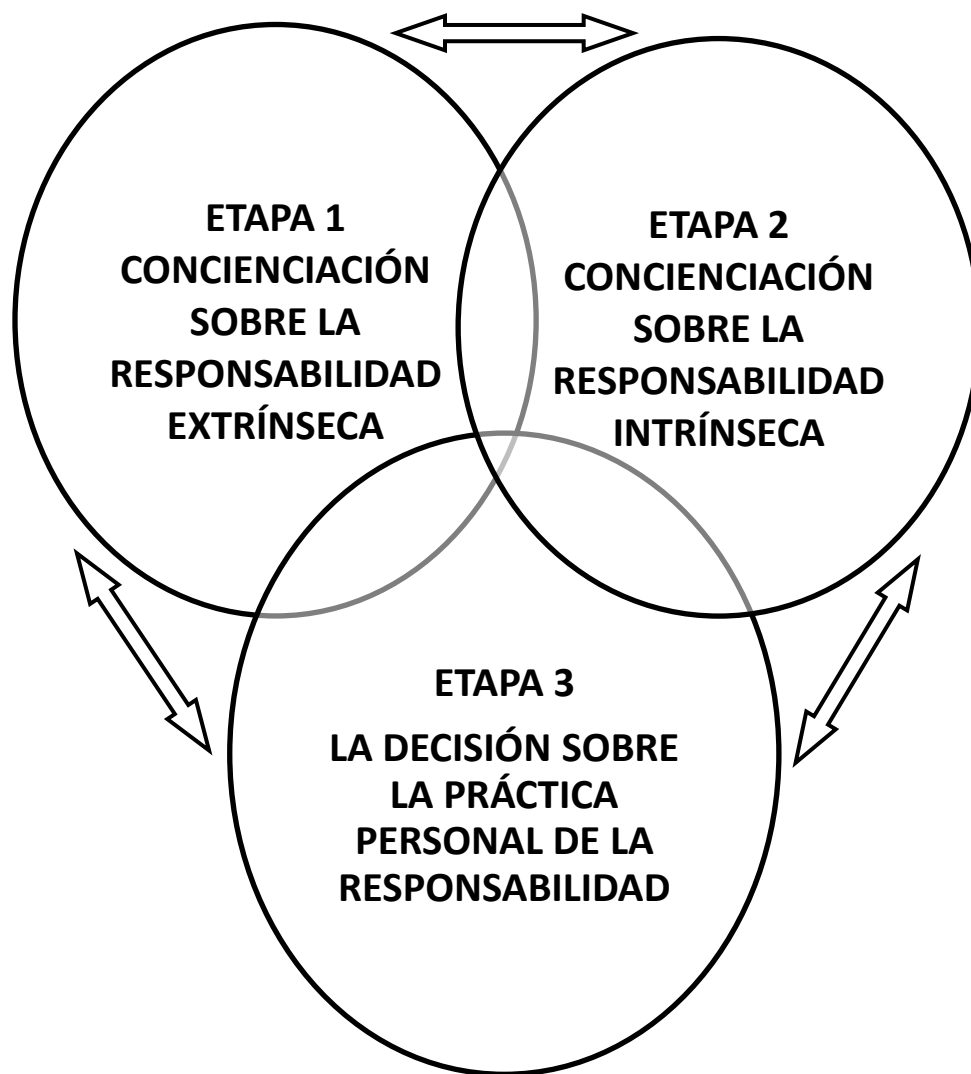 ETAPA 1
CONCIENCIACIÓN
SOBRE LA
RESPONSABILIDAD
EXTRÍNSECA
ETAPA 2
CONCIENCIACIÓN
SOBRE LA
RESPONSABILIDAD
INTRÍNSECA
ETAPA 3
LA DECISIÓN SOBRE
LA PRÁCTICA
PERSONAL DE LA
RESPONSABILIDAD